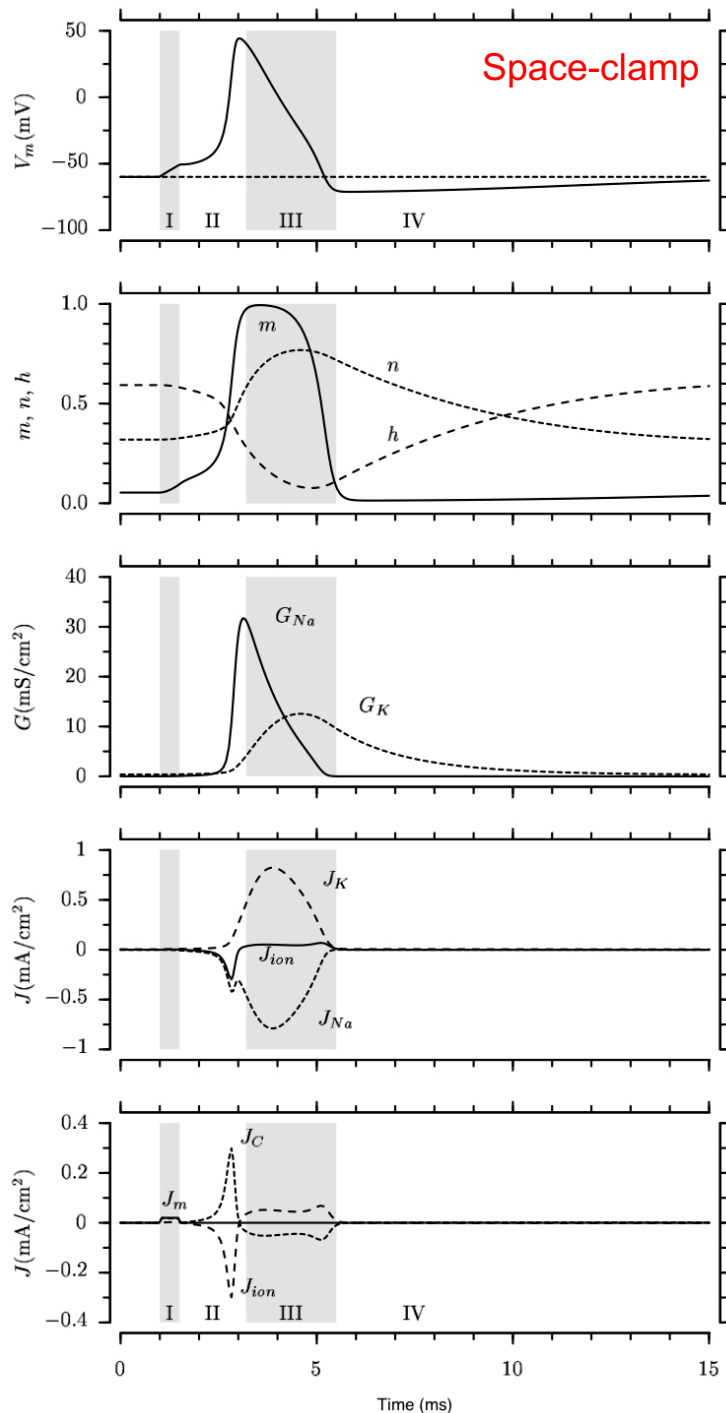 Space-clamp
50
0
−50
−100
V_m(mV)
I II III IV
1.0
0.5
0.0
m, n, h
m
n
h
40
30
20
10
0
G(mS/cm²)
G_Na
G_K
1
0.5
0
−0.5
−1
J(mA/cm²)
J_K
J_ion
J_Na
0.4
0.2
0
−0.2
−0.4
J(mA/cm²)
J_C
J_m
J_ion
I II III IV
0 5 10 15
Time (ms)